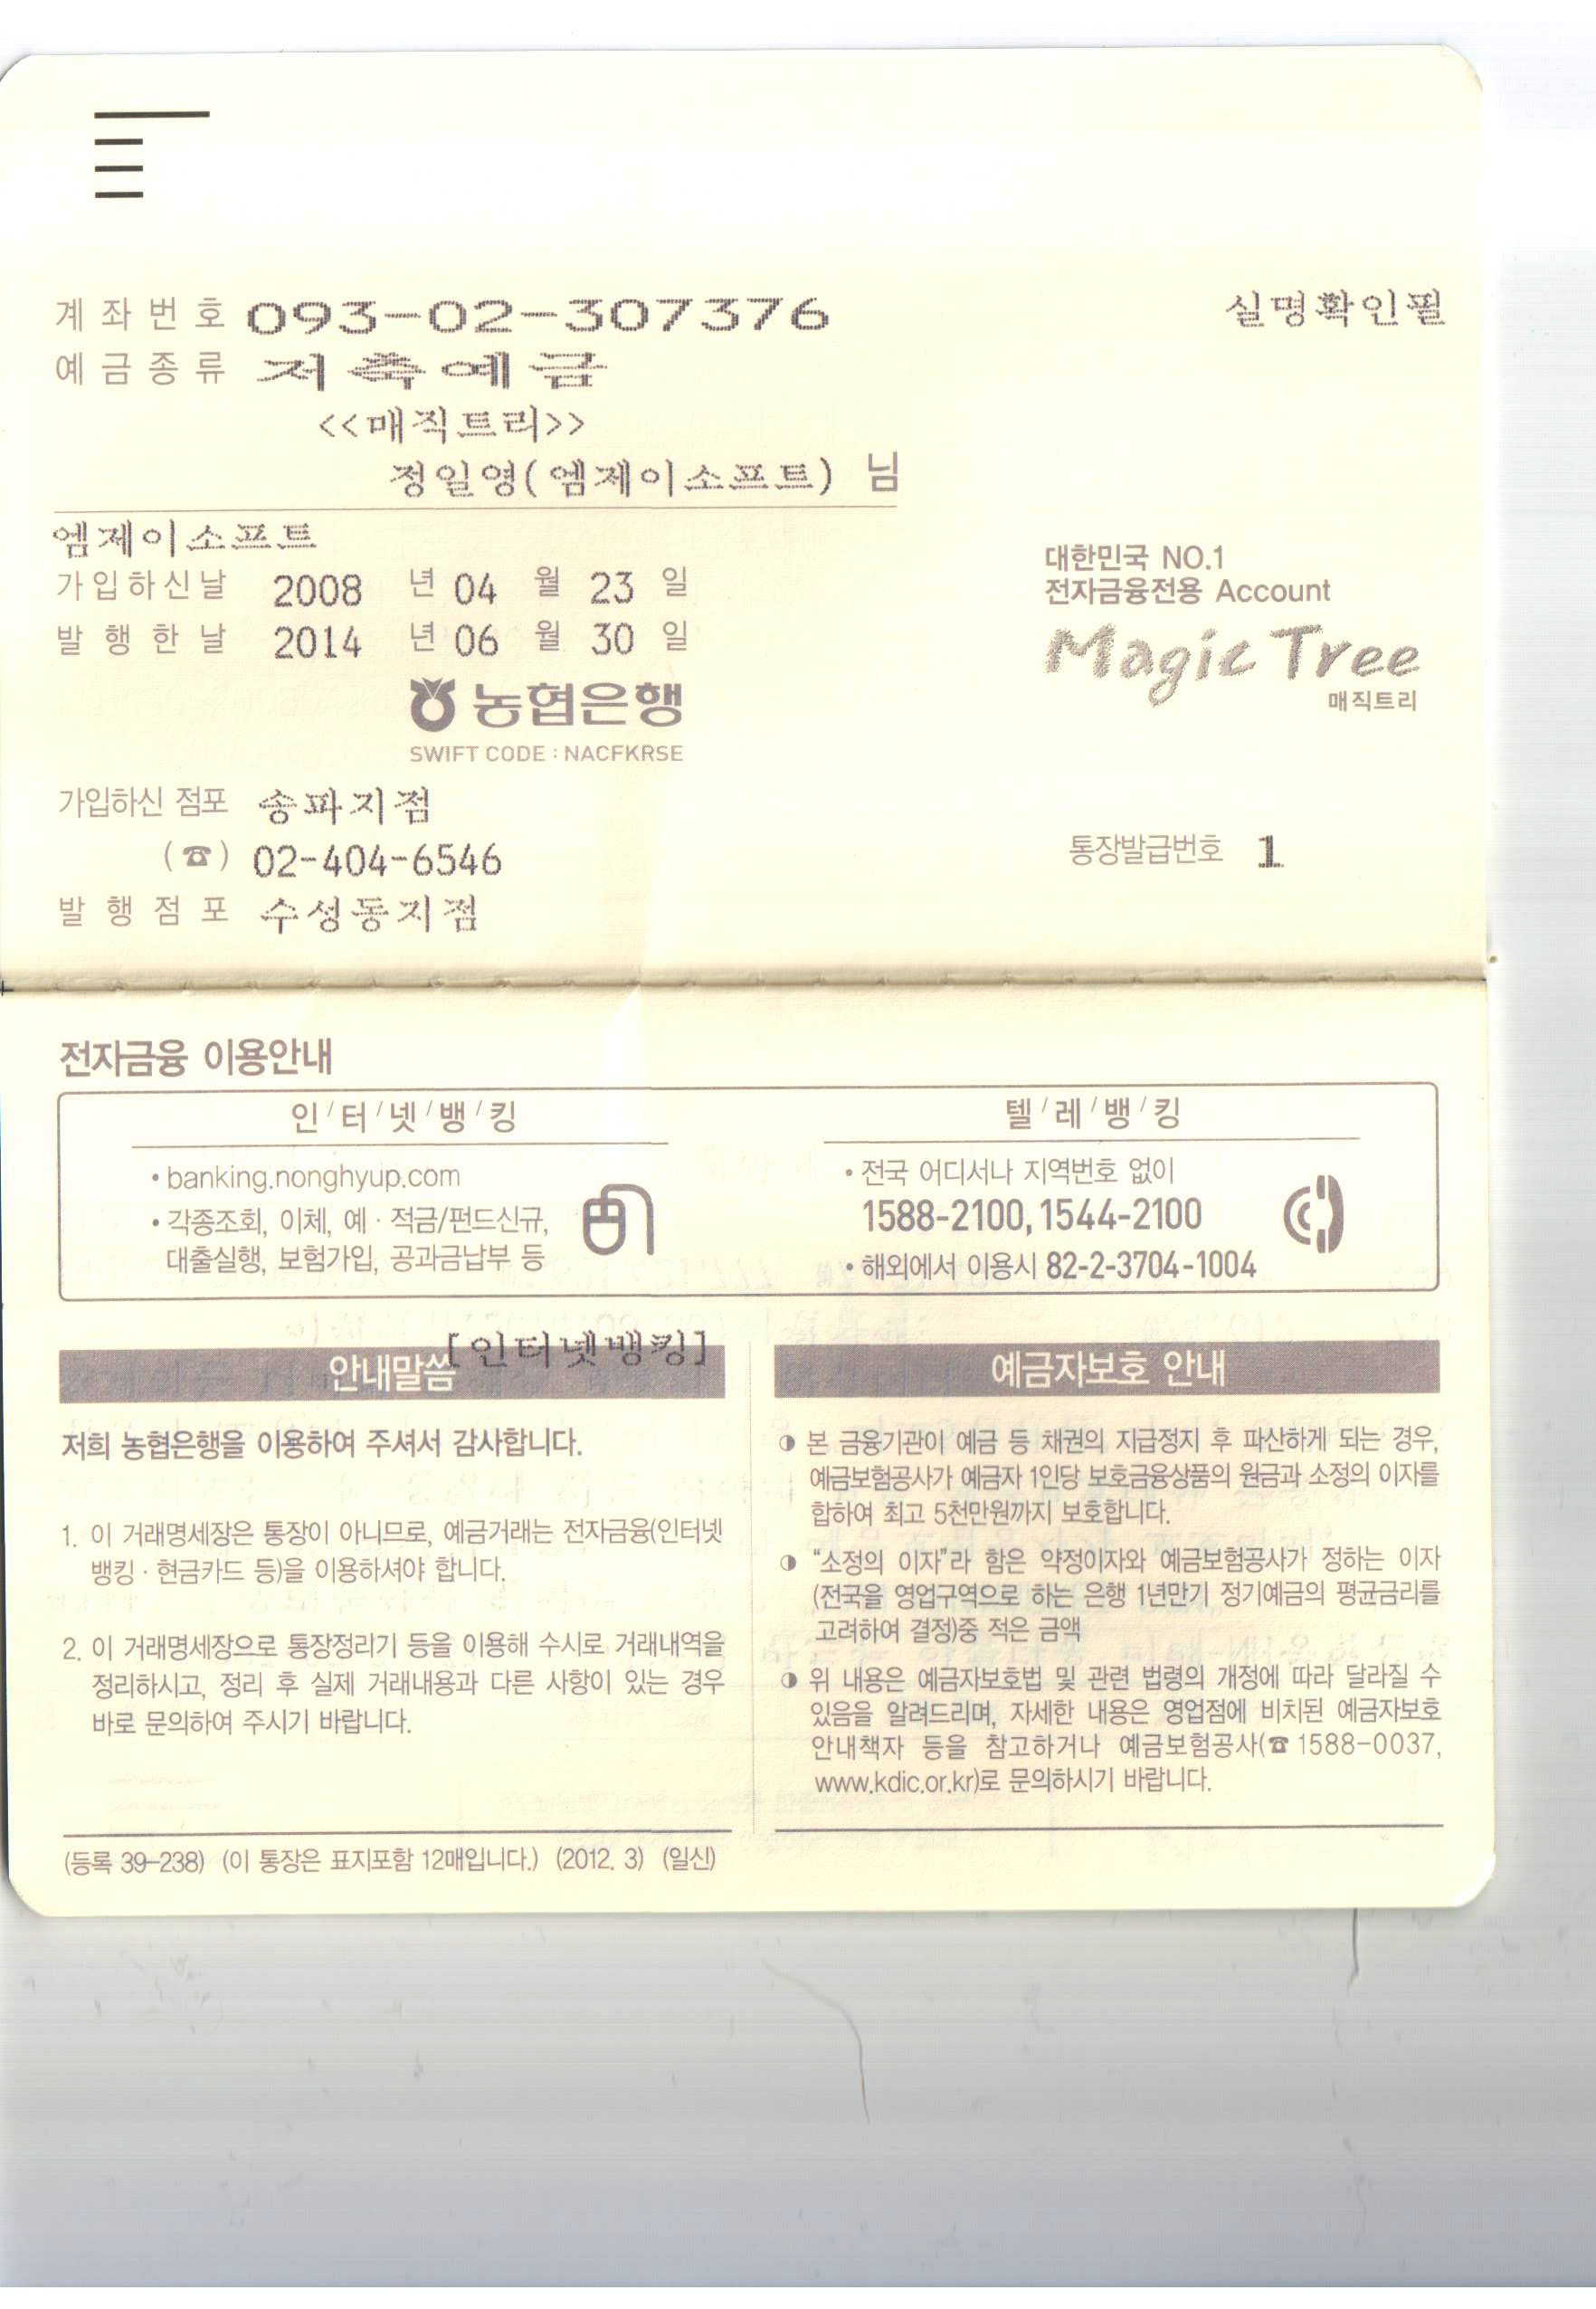 계좌번호 093-02-307376
실명확인필
예금종류 저축예금
<<매직트리>>
정일영(엠제이소프트) 님
엠제이소프트
가입하신날 2008 년 04 월 23 일
발행한날 2014 년 06 월 30 일
대한민국 NO.1
전자금융전용 Account
Magic Tree
매직트리
농협은행
SWIFT CODE : NACFKRSE
가입하신 점포 송파지점
(☎) 02-404-6546
통장발급번호 1
발행점포 수성동지점
전자금융 이용안내
인/터/넷/뱅/킹
• banking.nonghyup.com
• 각종조회, 이체, 예·적금/펀드신규,
대출실행, 보험가입, 공과금납부 등
텔/레/뱅/킹
• 전국 어디서나 지역번호 없이
1588-2100, 1544-2100
• 해외에서 이용시 82-2-3704-1004
[인터넷뱅킹]
안내말씀
저희 농협은행을 이용하여 주셔서 감사합니다.
1. 이 거래명세장은 통장이 아니므로, 예금거래는 전자금융(인터넷
뱅킹·현금카드 등)을 이용하셔야 합니다.
2. 이 거래명세장으로 통장정리기 등을 이용해 수시로 거래내역을
정리하시고, 정리 후 실제 거래내용과 다른 사항이 있는 경우
바로 문의하여 주시기 바랍니다.
예금자보호 안내
◑ 본 금융기관이 예금 등 채권의 지급정지 후 파산하게 되는 경우,
예금보험공사가 예금자 1인당 보호금융상품의 원금과 소정의 이자를
합하여 최고 5천만원까지 보호합니다.
◑ “소정의 이자”라 함은 약정이자와 예금보험공사가 정하는 이자
(전국을 영업구역으로 하는 은행 1년만기 정기예금의 평균금리를
고려하여 결정)중 적은 금액
◑ 위 내용은 예금자보호법 및 관련 법령의 개정에 따라 달라질 수
있음을 알려드리며, 자세한 내용은 영업점에 비치된 예금자보호
안내책자 등을 참고하거나 예금보험공사(☎1588-0037,
www.kdic.or.kr)로 문의하시기 바랍니다.
(등록 39-238) (이 통장은 표지포함 12매입니다.) (2012. 3) (일신)